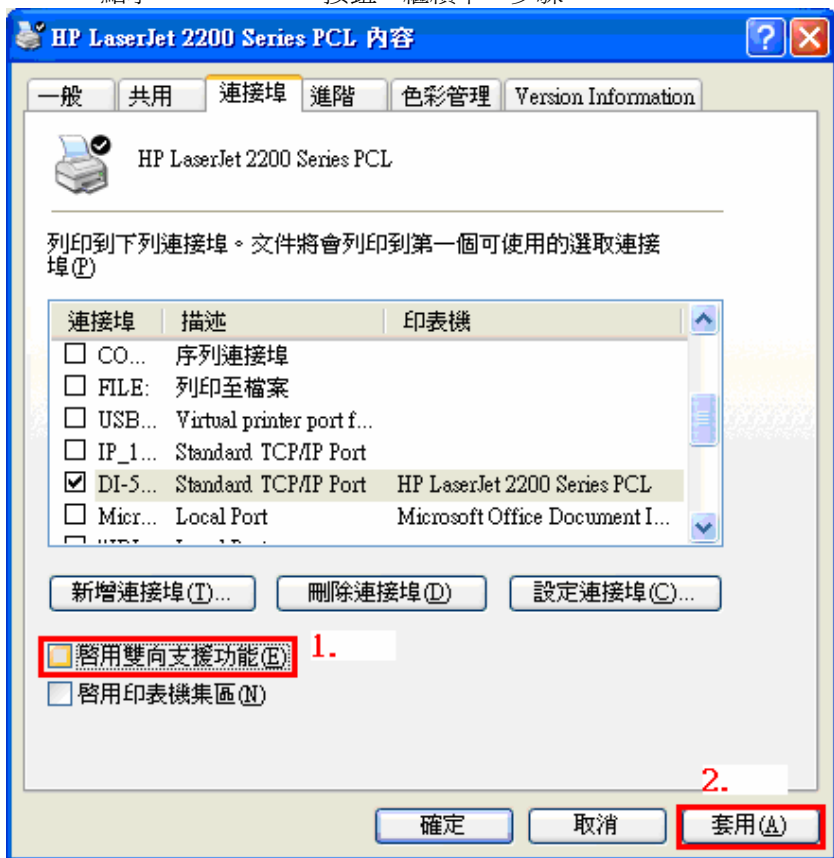 HP LaserJet 2200 Series PCL 內容
一般 共用 連接埠 進階 色彩管理 Version Information
HP LaserJet 2200 Series PCL
列印到下列連接埠。文件將會列印到第一個可使用的選取連接
埠(P)
連接埠 描述 印表機
CO... 序列連接埠
FILE: 列印至檔案
USB... Virtual printer port f...
IP_1... Standard TCP/IP Port
DI-5... Standard TCP/IP Port HP LaserJet 2200 Series PCL
Micr... Local Port Microsoft Office Document I...
新增連接埠(T)... 刪除連接埠(D) 設定連接埠(C)...
啓用雙向支援功能(E) 1.
啓用印表機集區(N)
2.
確定 取消 套用(A)